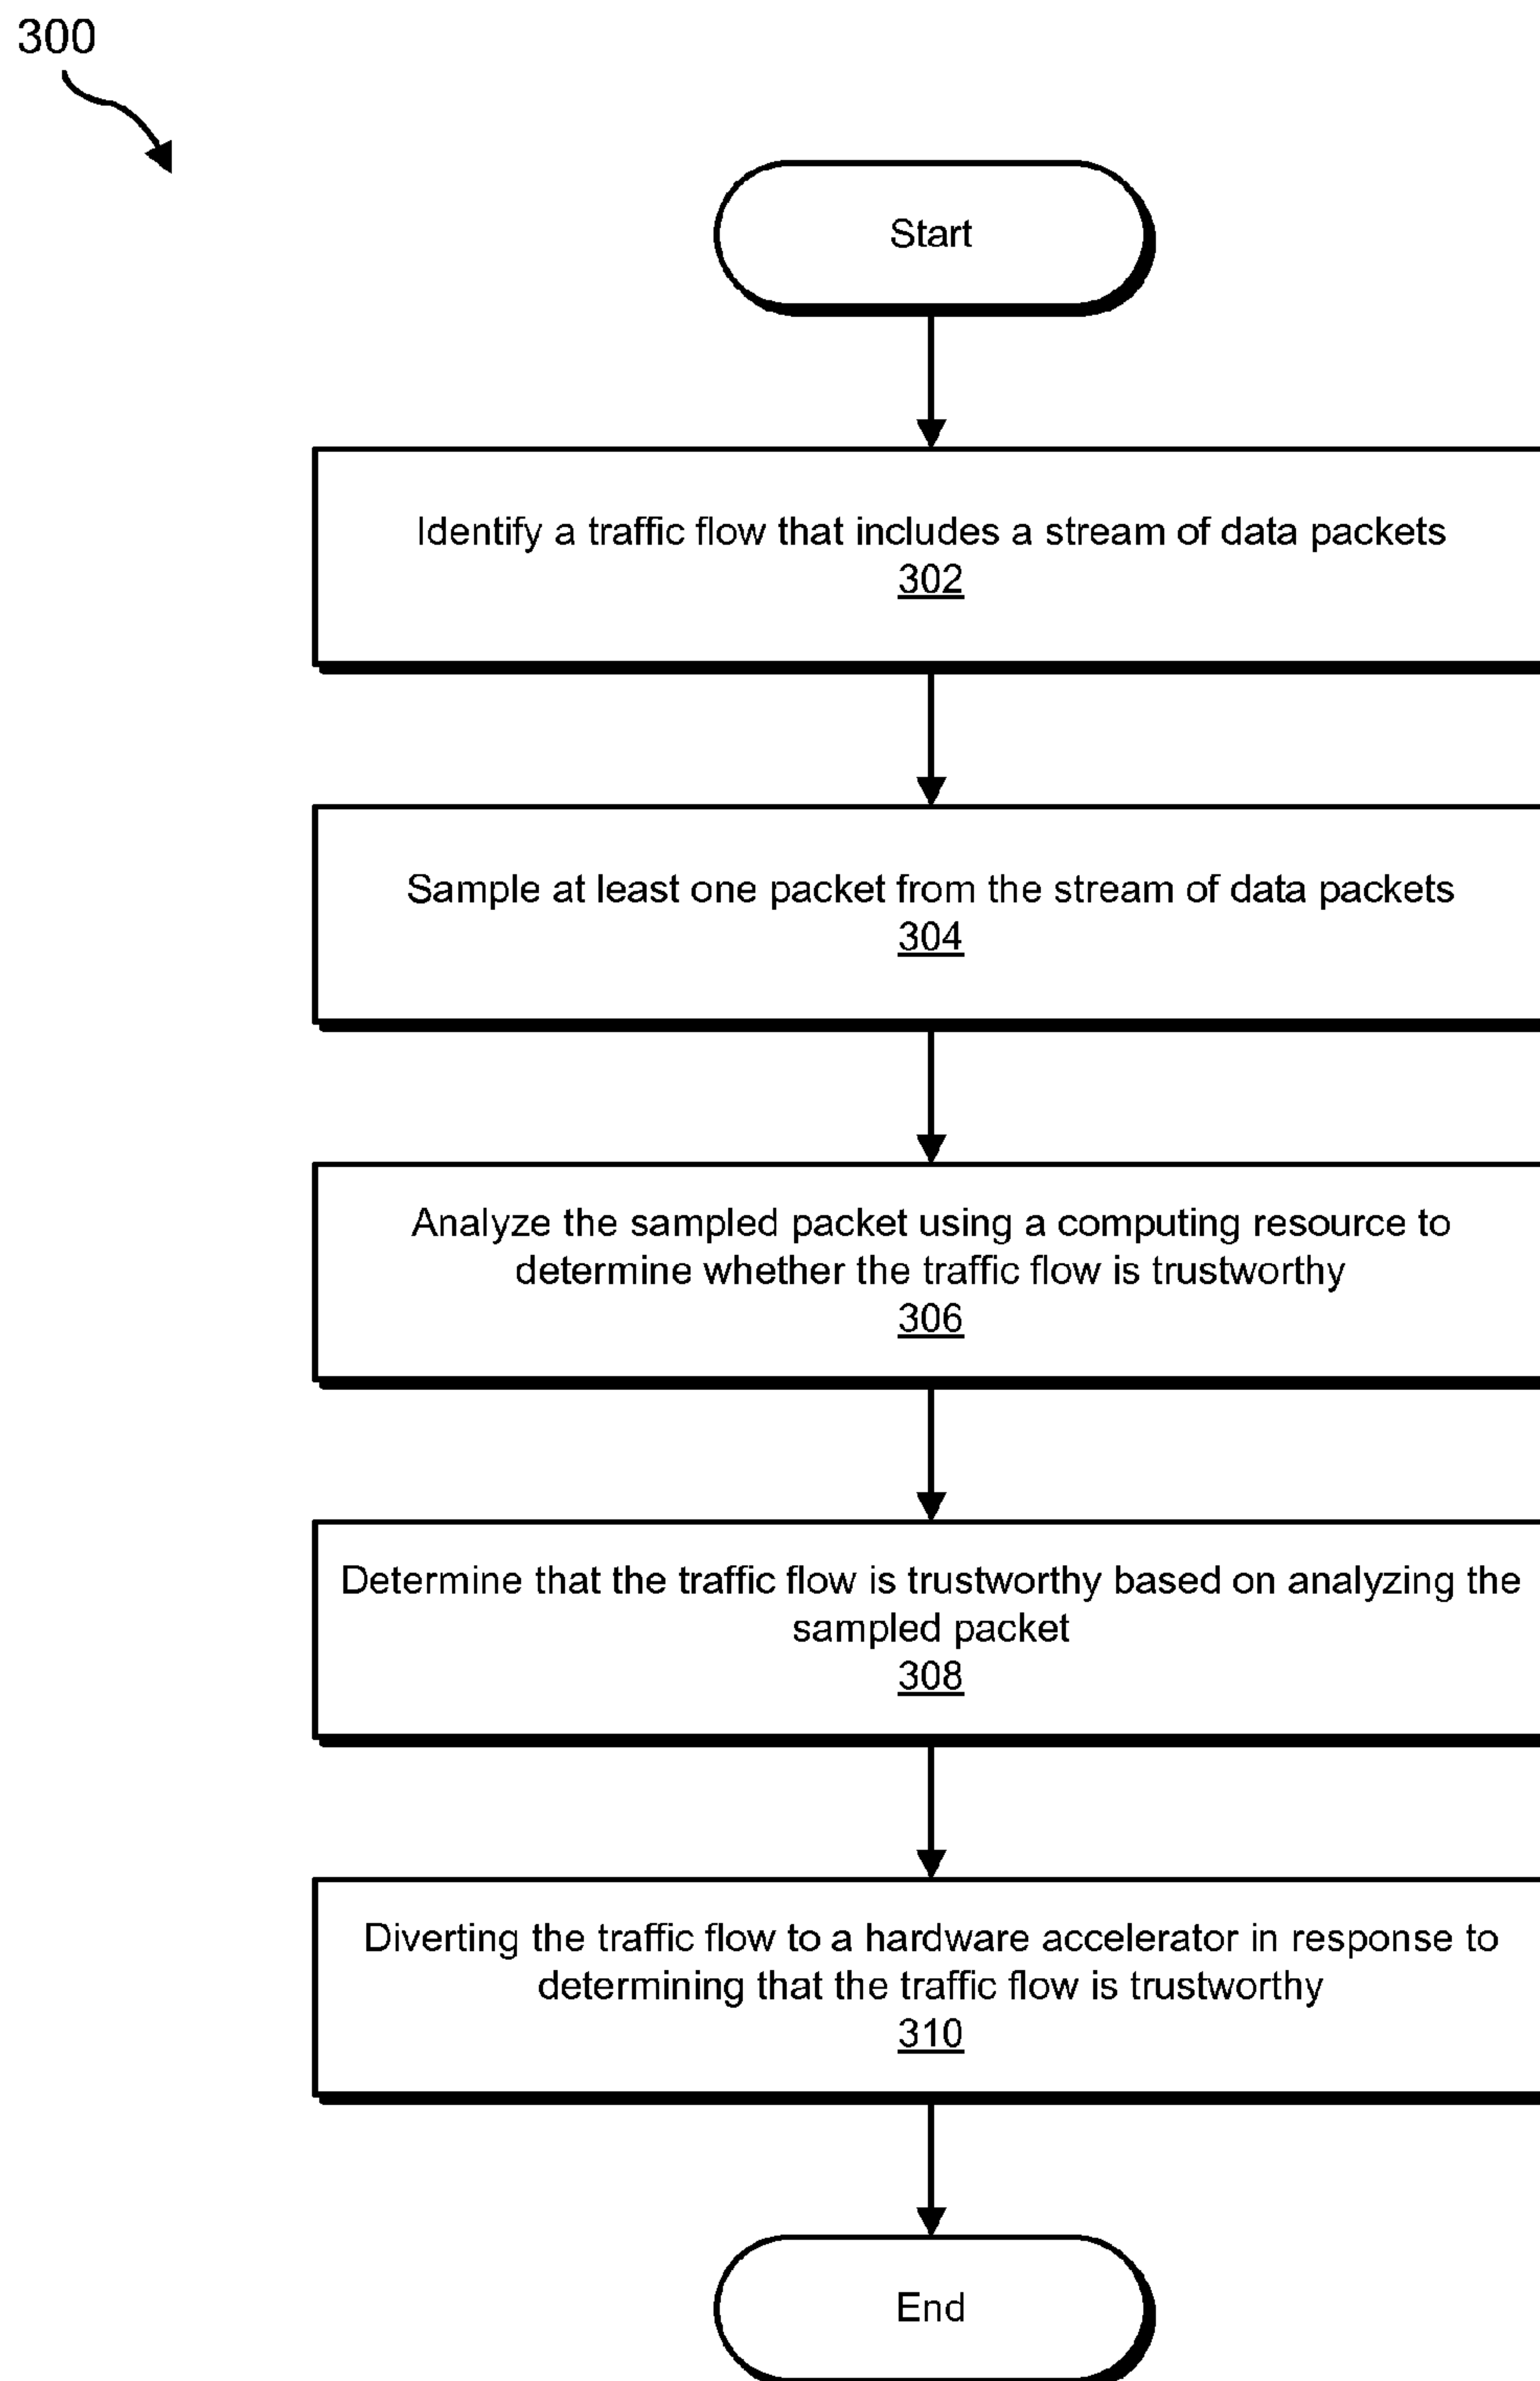 300
Start
Identify a traffic flow that includes a stream of data packets
302
Sample at least one packet from the stream of data packets
304
Analyze the sampled packet using a computing resource to
determine whether the traffic flow is trustworthy
306
Determine that the traffic flow is trustworthy based on analyzing the
sampled packet
308
Diverting the traffic flow to a hardware accelerator in response to
determining that the traffic flow is trustworthy
310
End